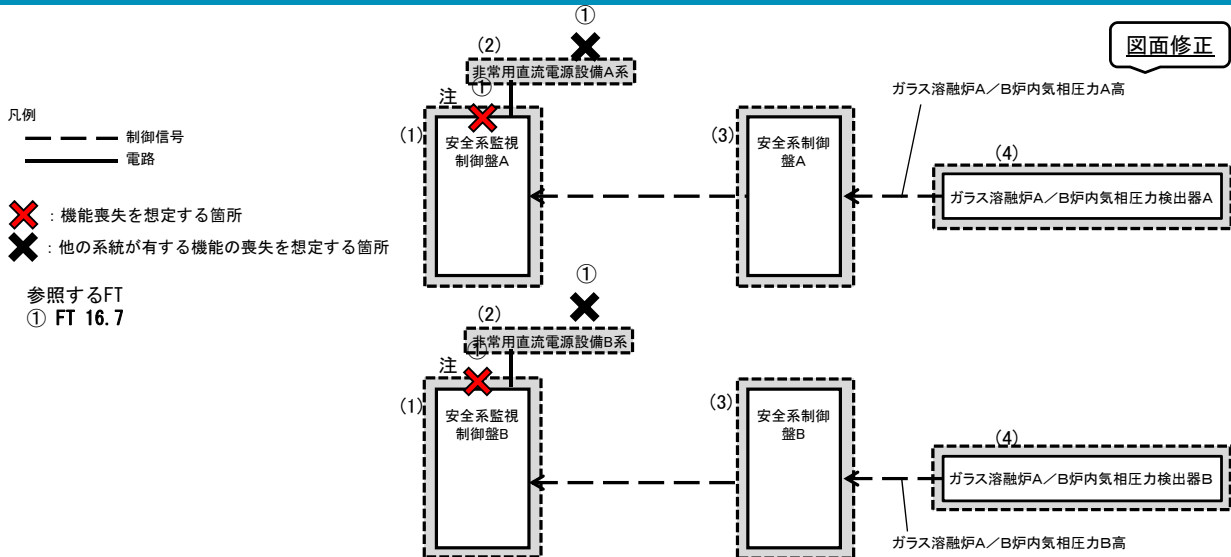 ①
図面修正
(2)
非常用直流電源設備A系
①
注
ガラス溶融炉A/B炉内気相圧力A高
凡例
制御信号
電路
(1)
安全系監視
制御盤A
(3)
安全系制御
盤A
(4)
ガラス溶融炉A/B炉内気相圧力検出器A
:機能喪失を想定する箇所
:他の系統が有する機能の喪失を想定する箇所
参照するFT
① FT 16.7
①
(2)
非常用直流電源設備B系
①
注
(1)
安全系監視
制御盤B
(3)
安全系制御
盤B
(4)
ガラス溶融炉A/B炉内気相圧力検出器B
ガラス溶融炉A/B炉内気相圧力B高